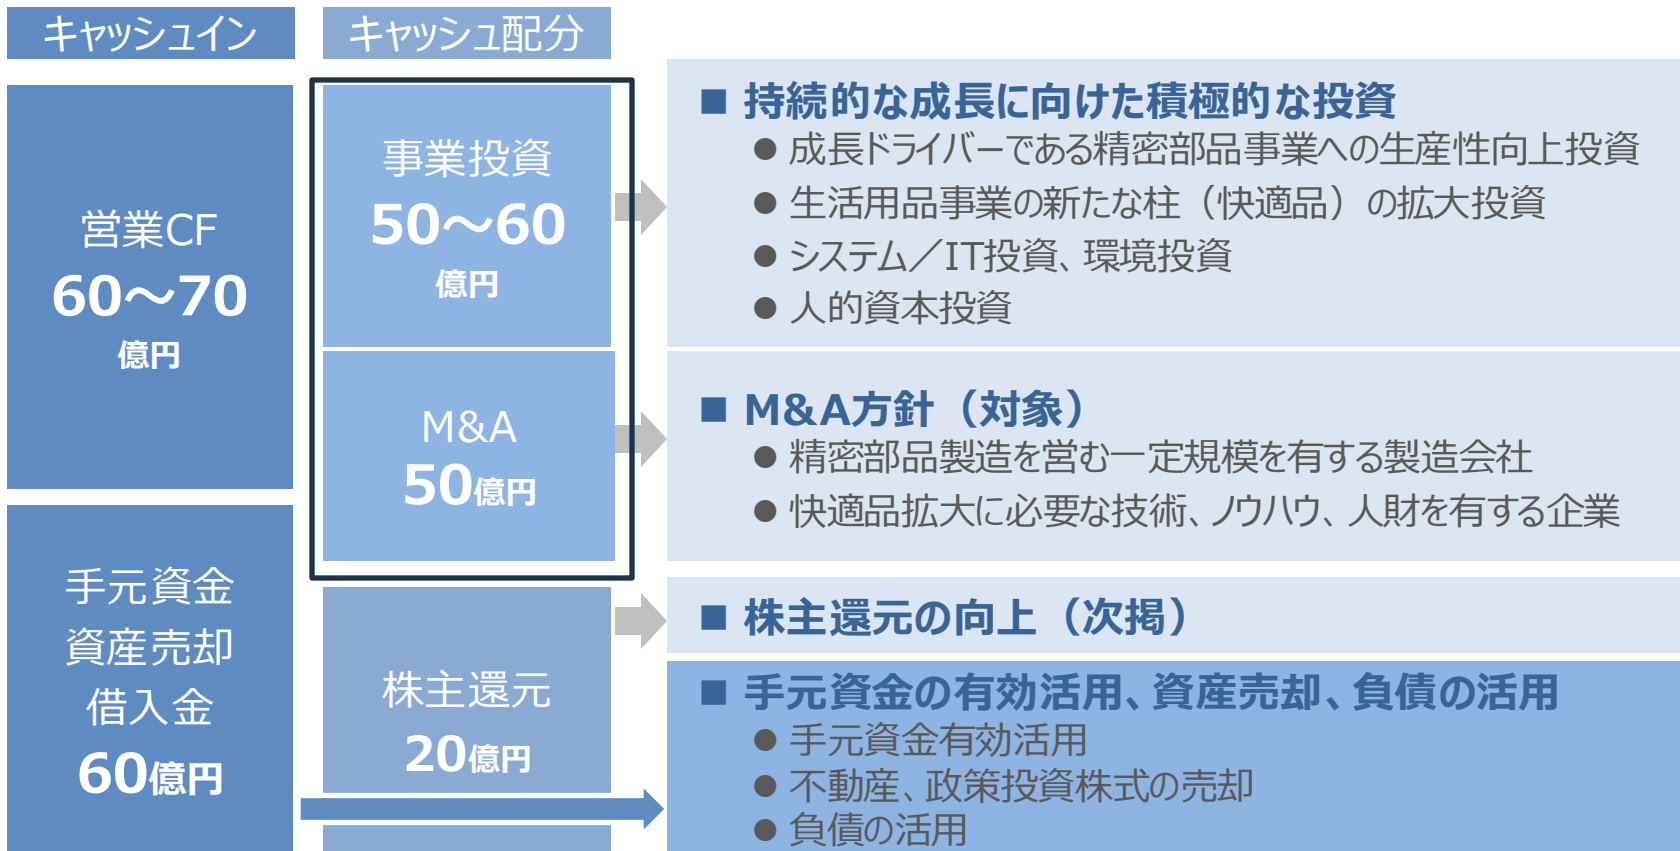 キャッシュイン
キャッシュ配分
営業CF
60～70
億円
手元資金
資産売却
借入金
60億円
事業投資
50～60
億円
M&A
50億円
株主還元
20億円
■ 持続的な成長に向けた積極的な投資
● 成長ドライバーである精密部品事業への生産性向上投資
● 生活用品事業の新たな柱（快適品）の拡大投資
● システム／IT投資、環境投資
● 人的資本投資
■ M&A方針（対象）
● 精密部品製造を営む一定規模を有する製造会社
● 快適品拡大に必要な技術、ノウハウ、人財を有する企業
■ 株主還元の向上（次掲）
■ 手元資金の有効活用、資産売却、負債の活用
● 手元資金有効活用
● 不動産、政策投資株式の売却
● 負債の活用